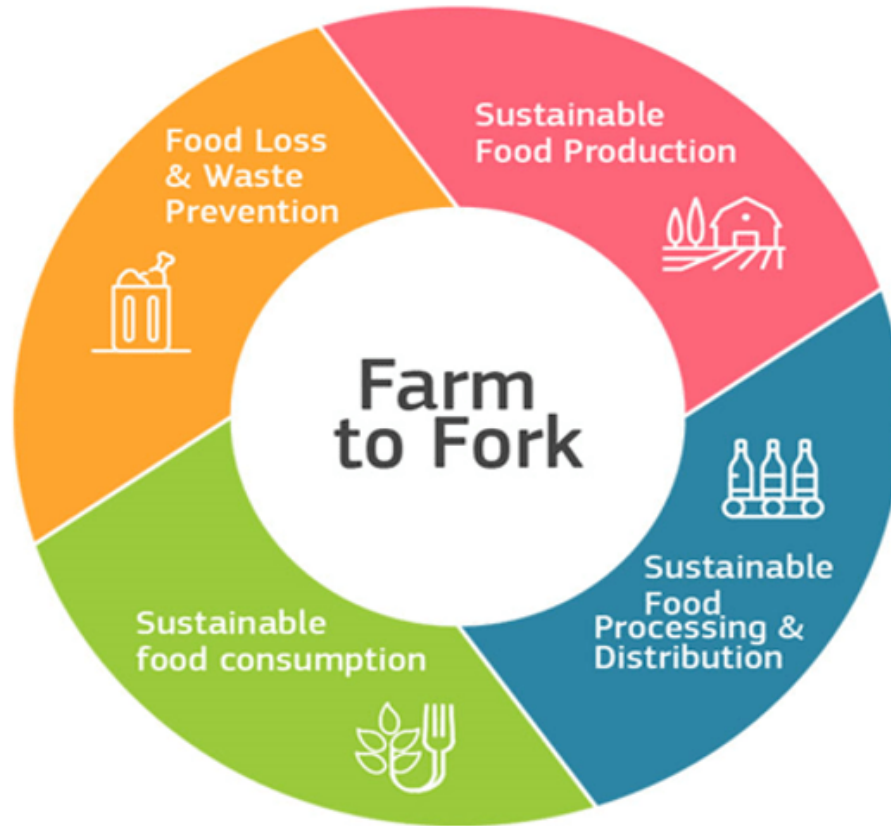 Food Loss
& Waste
Prevention
Sustainable
Food Production
Farm
to Fork
Sustainable
Food
Processing &
Distribution
Sustainable
food consumption